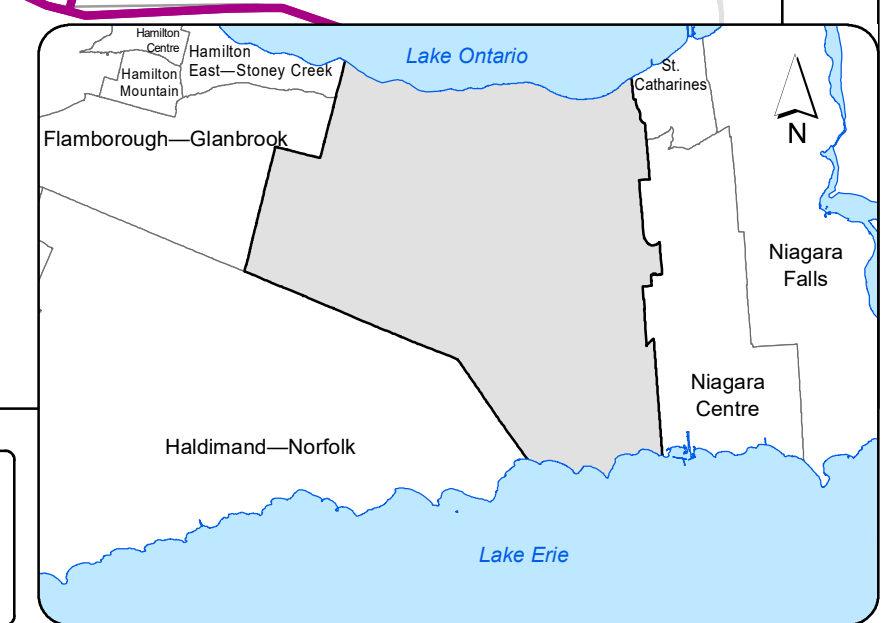 Hamilton
Centre
Hamilton
East—Stoney Creek
Hamilton
Mountain
Flamborough—Glanbrook
Lake Ontario
St.
Catharines
N
Niagara
Falls
Niagara
Centre
Haldimand—Norfolk
Lake Erie